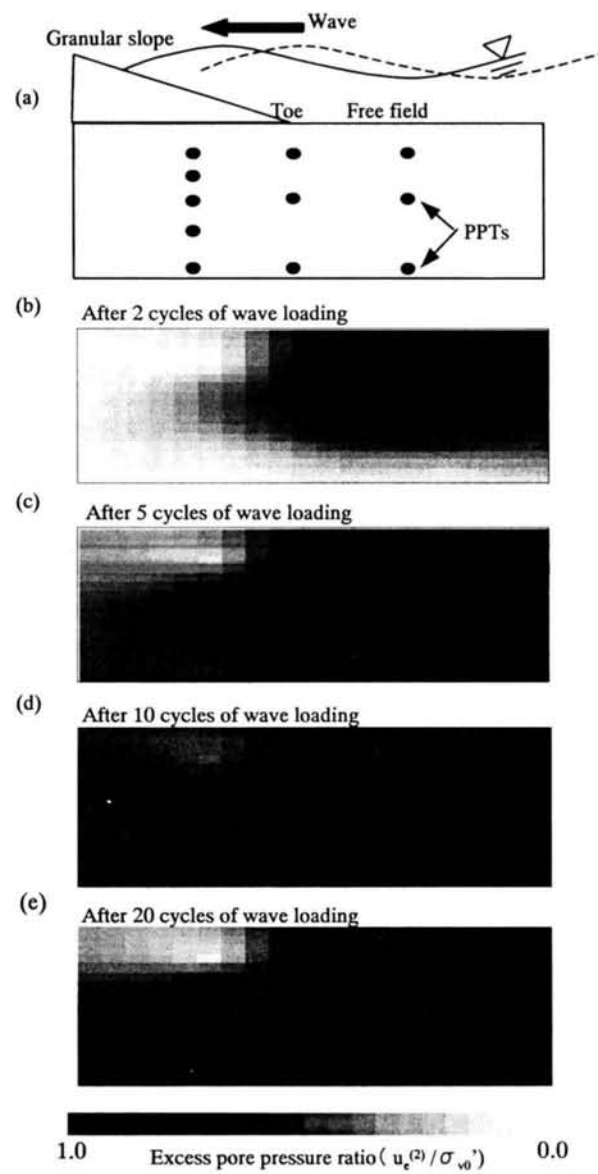 Wave
Granular slope
(a)
Toe
Free field
PPTs
(b)
After 2 cycles of wave loading
(c)
After 5 cycles of wave loading
(d)
After 10 cycles of wave loading
(e)
After 20 cycles of wave loading
1.0
Excess pore pressure ratio ( uₑ⁽²⁾/σᵥ₀' )
0.0